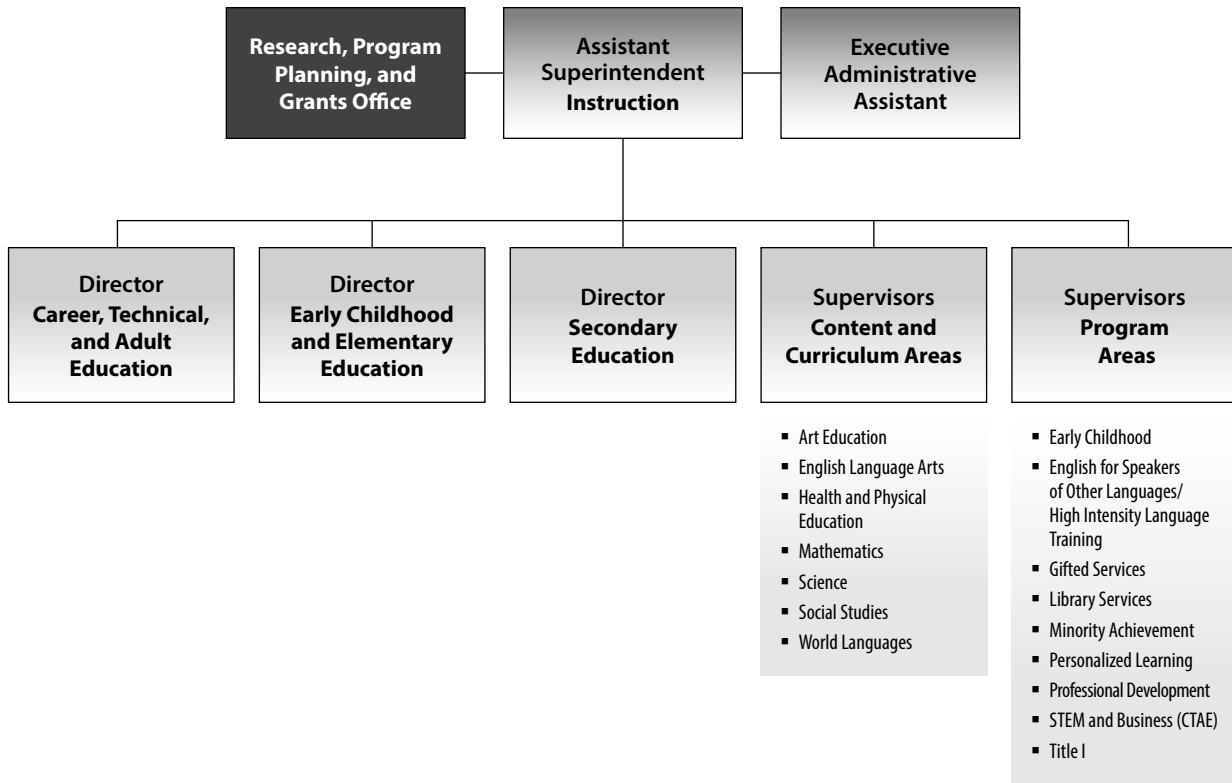 Research, Program
Planning, and
Grants Office
Assistant
Superintendent
Instruction
Executive
Administrative
Assistant
Director
Career, Technical,
and Adult
Education
Director
Early Childhood
and Elementary
Education
Director
Secondary
Education
Supervisors
Content and
Curriculum Areas
Supervisors
Program
Areas
▪ Art Education
▪ English Language Arts
▪ Health and Physical
Education
▪ Mathematics
▪ Science
▪ Social Studies
▪ World Languages
▪ Early Childhood
▪ English for Speakers
of Other Languages/
High Intensity Language
Training
▪ Gifted Services
▪ Library Services
▪ Minority Achievement
▪ Personalized Learning
▪ Professional Development
▪ STEM and Business (CTAE)
▪ Title I